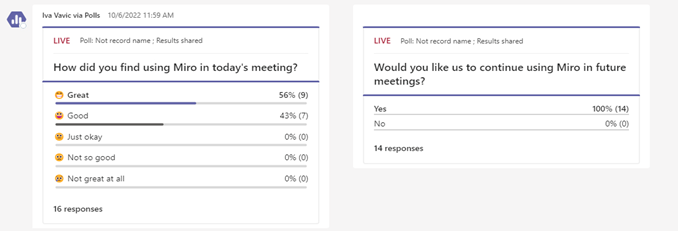 Iva Vavic via Polls 10/6/2022 11:59 AM
LIVE Poll: Not record name ; Results shared
How did you find using Miro in today's meeting?
Great 56% (9)
Good 43% (7)
Just okay 0% (0)
Not so good 0% (0)
Not great at all 0% (0)
16 responses
LIVE Poll: Not record name ; Results shared
Would you like us to continue using Miro in future
meetings?
Yes 100% (14)
No 0% (0)
14 responses